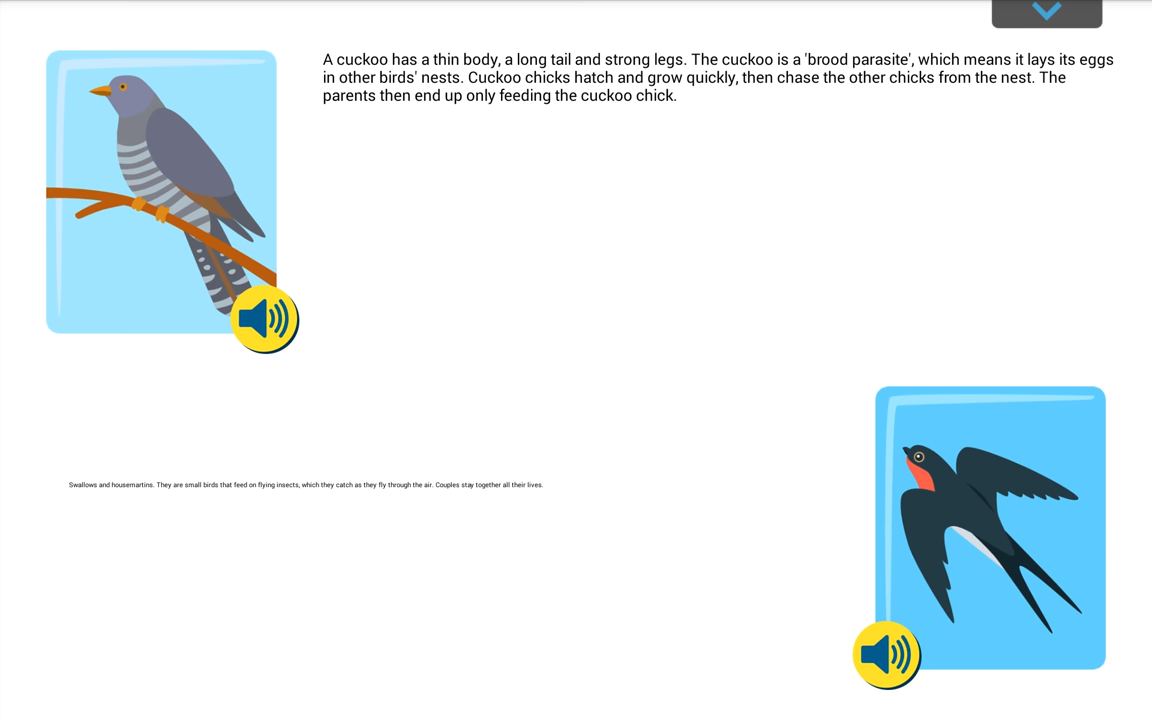 A cuckoo has a thin body, a long tail and strong legs. The cuckoo is a 'brood parasite', which means it lays its eggs
in other birds' nests. Cuckoo chicks hatch and grow quickly, then chase the other chicks from the nest. The
parents then end up only feeding the cuckoo chick.
Swallows and housemartins. They are small birds that feed on flying insects, which they catch as they fly through the air. Couples stay together all their lives.